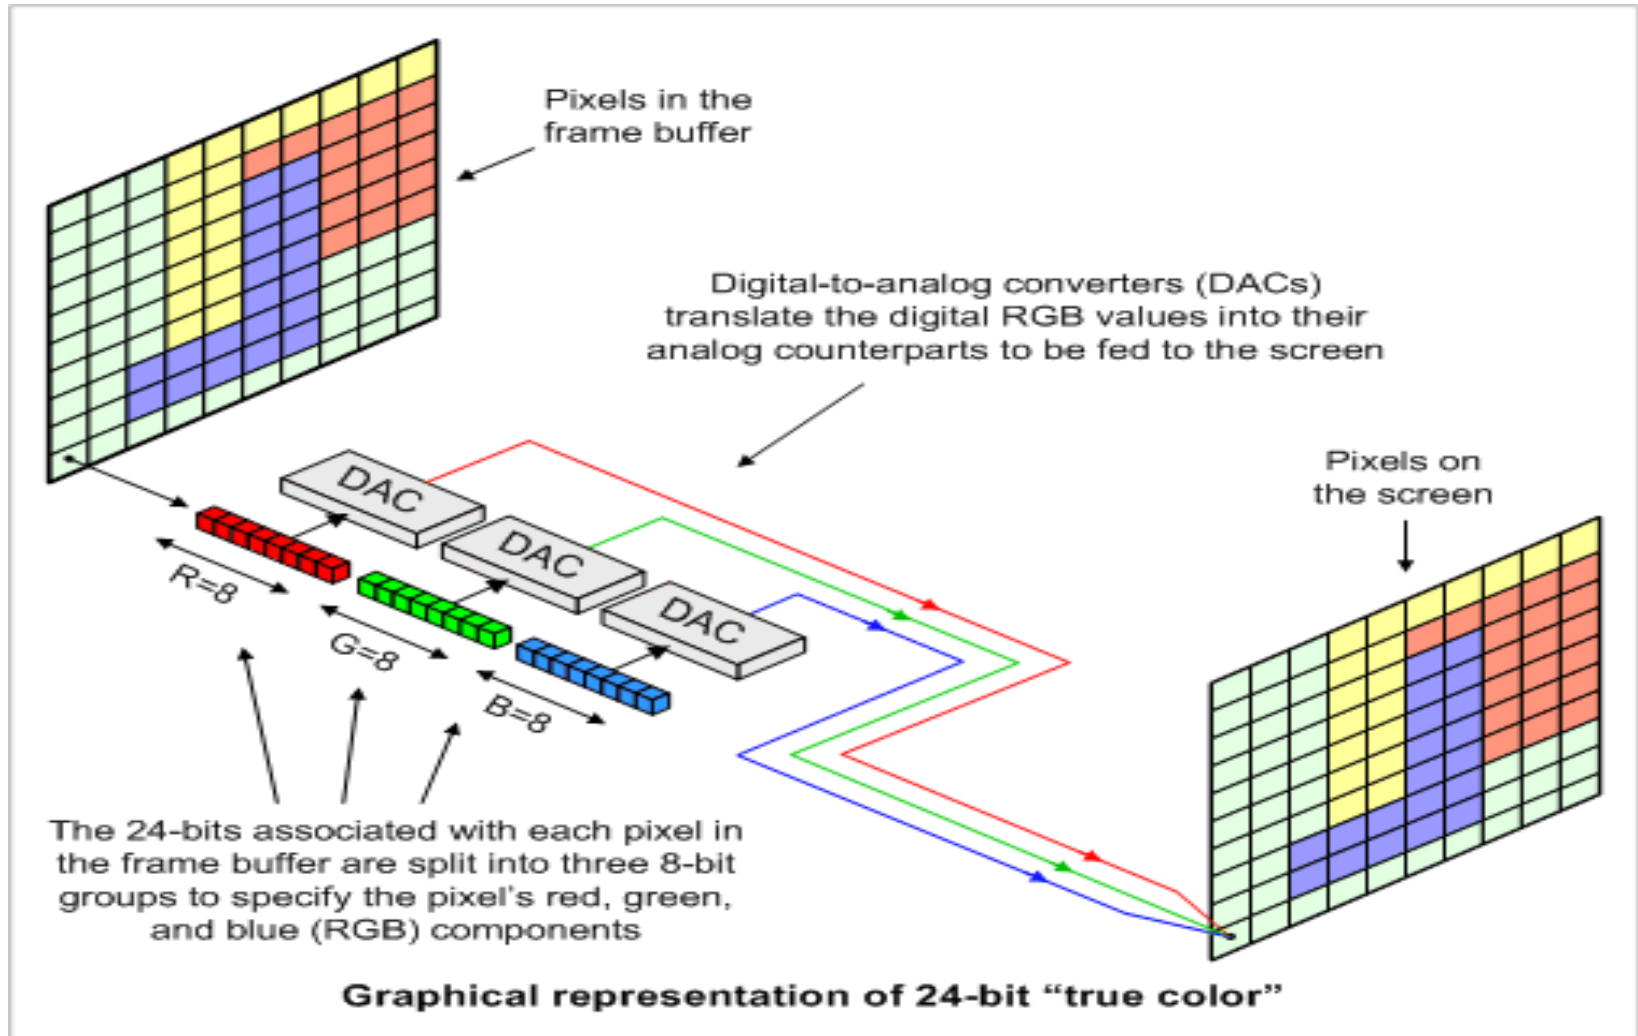 Pixels in the
frame buffer
Digital-to-analog converters (DACs)
translate the digital RGB values into their
analog counterparts to be fed to the screen
Pixels on
the screen
DAC
DAC
DAC
R=8
G=8
B=8
The 24-bits associated with each pixel in
the frame buffer are split into three 8-bit
groups to specify the pixel’s red, green,
and blue (RGB) components
Graphical representation of 24-bit “true color”